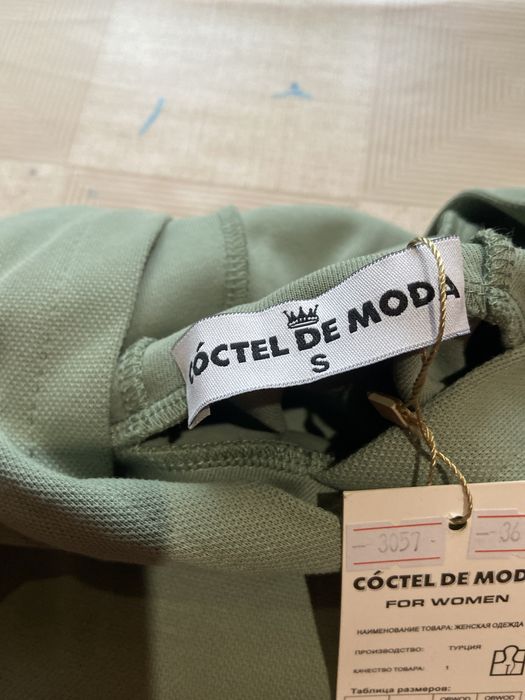 CÓCTEL DE MODA
S
- 3057 -
- 36
CÓCTEL DE MOD
FOR WOMEN
НАИМЕНОВАНИЕ ТОВАРА: ЖЕНСКАЯ ОДЕЖДА
ПРОИЗВОДСТВО: ТУРЦИЯ
КАЧЕСТВО ТОВАРА: 1
Таблица размеров: